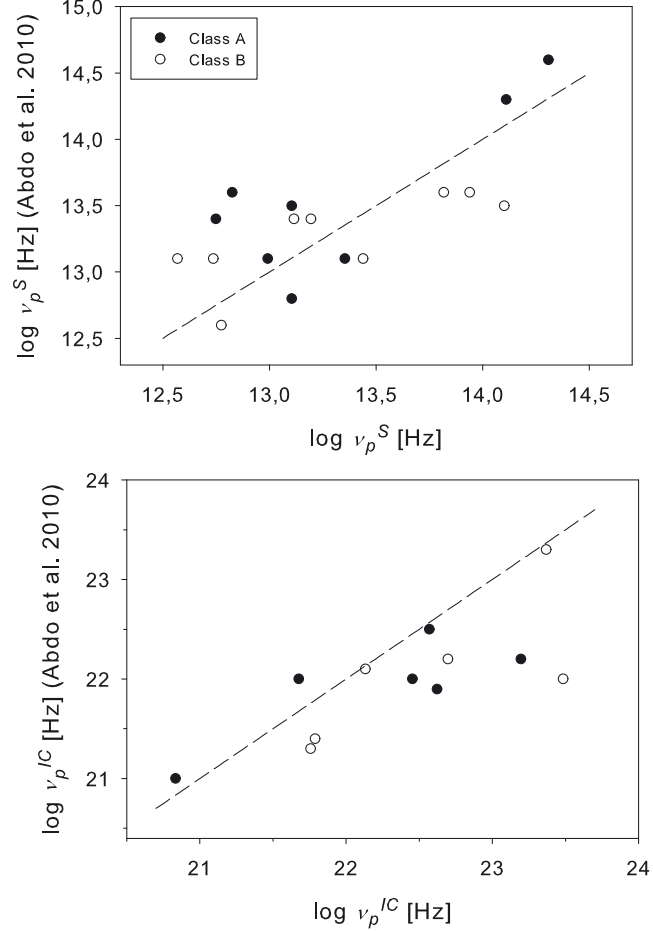 15,0
14,5
14,0
13,5
13,0
12,5
log νpS [Hz] (Abdo et al. 2010)
Class A
Class B
12,5 13,0 13,5 14,0 14,5
log νpS [Hz]
24
23
22
21
log νpIC [Hz] (Abdo et al. 2010)
21 22 23 24
log νpIC [Hz]